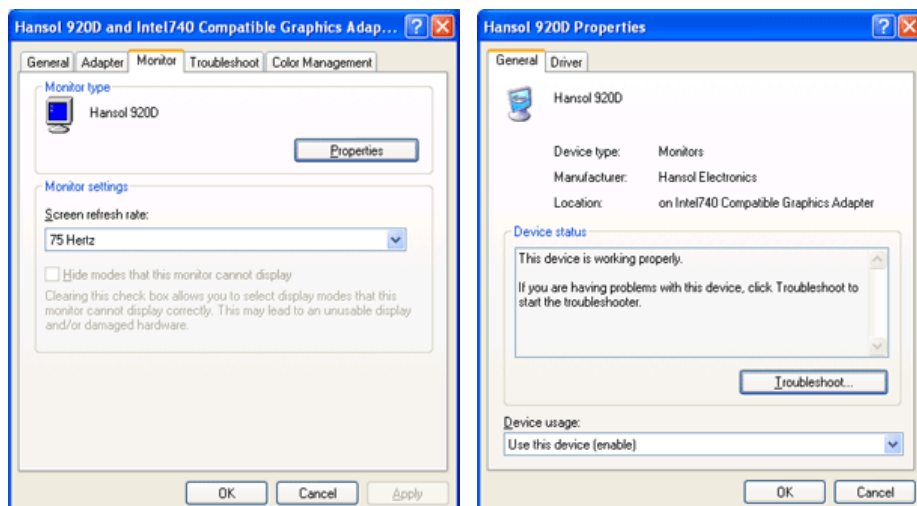 Hansol 920D and Intel740 Compatible Graphics Adap...
General Adapter Monitor Troubleshoot Color Management
Monitor type
Hansol 920D
Properties
Monitor settings
Screen refresh rate:
75 Hertz
Hide modes that this monitor cannot display
Clearing this check box allows you to select display modes that this
monitor cannot display correctly. This may lead to an unusable display
and/or damaged hardware.
OK Cancel Apply
Hansol 920D Properties
General Driver
Hansol 920D
Device type: Monitors
Manufacturer: Hansol Electronics
Location: on Intel740 Compatible Graphics Adapter
Device status
This device is working properly.
If you are having problems with this device, click Troubleshoot to
start the troubleshooter.
Troubleshoot...
Device usage:
Use this device (enable)
OK Cancel